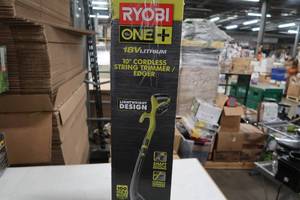 RYOBI
ONE+
18V LITHIUM
10" CORDLESS
STRING TRIMMER /
EDGER
LIGHTWEIGHT
DESIGN